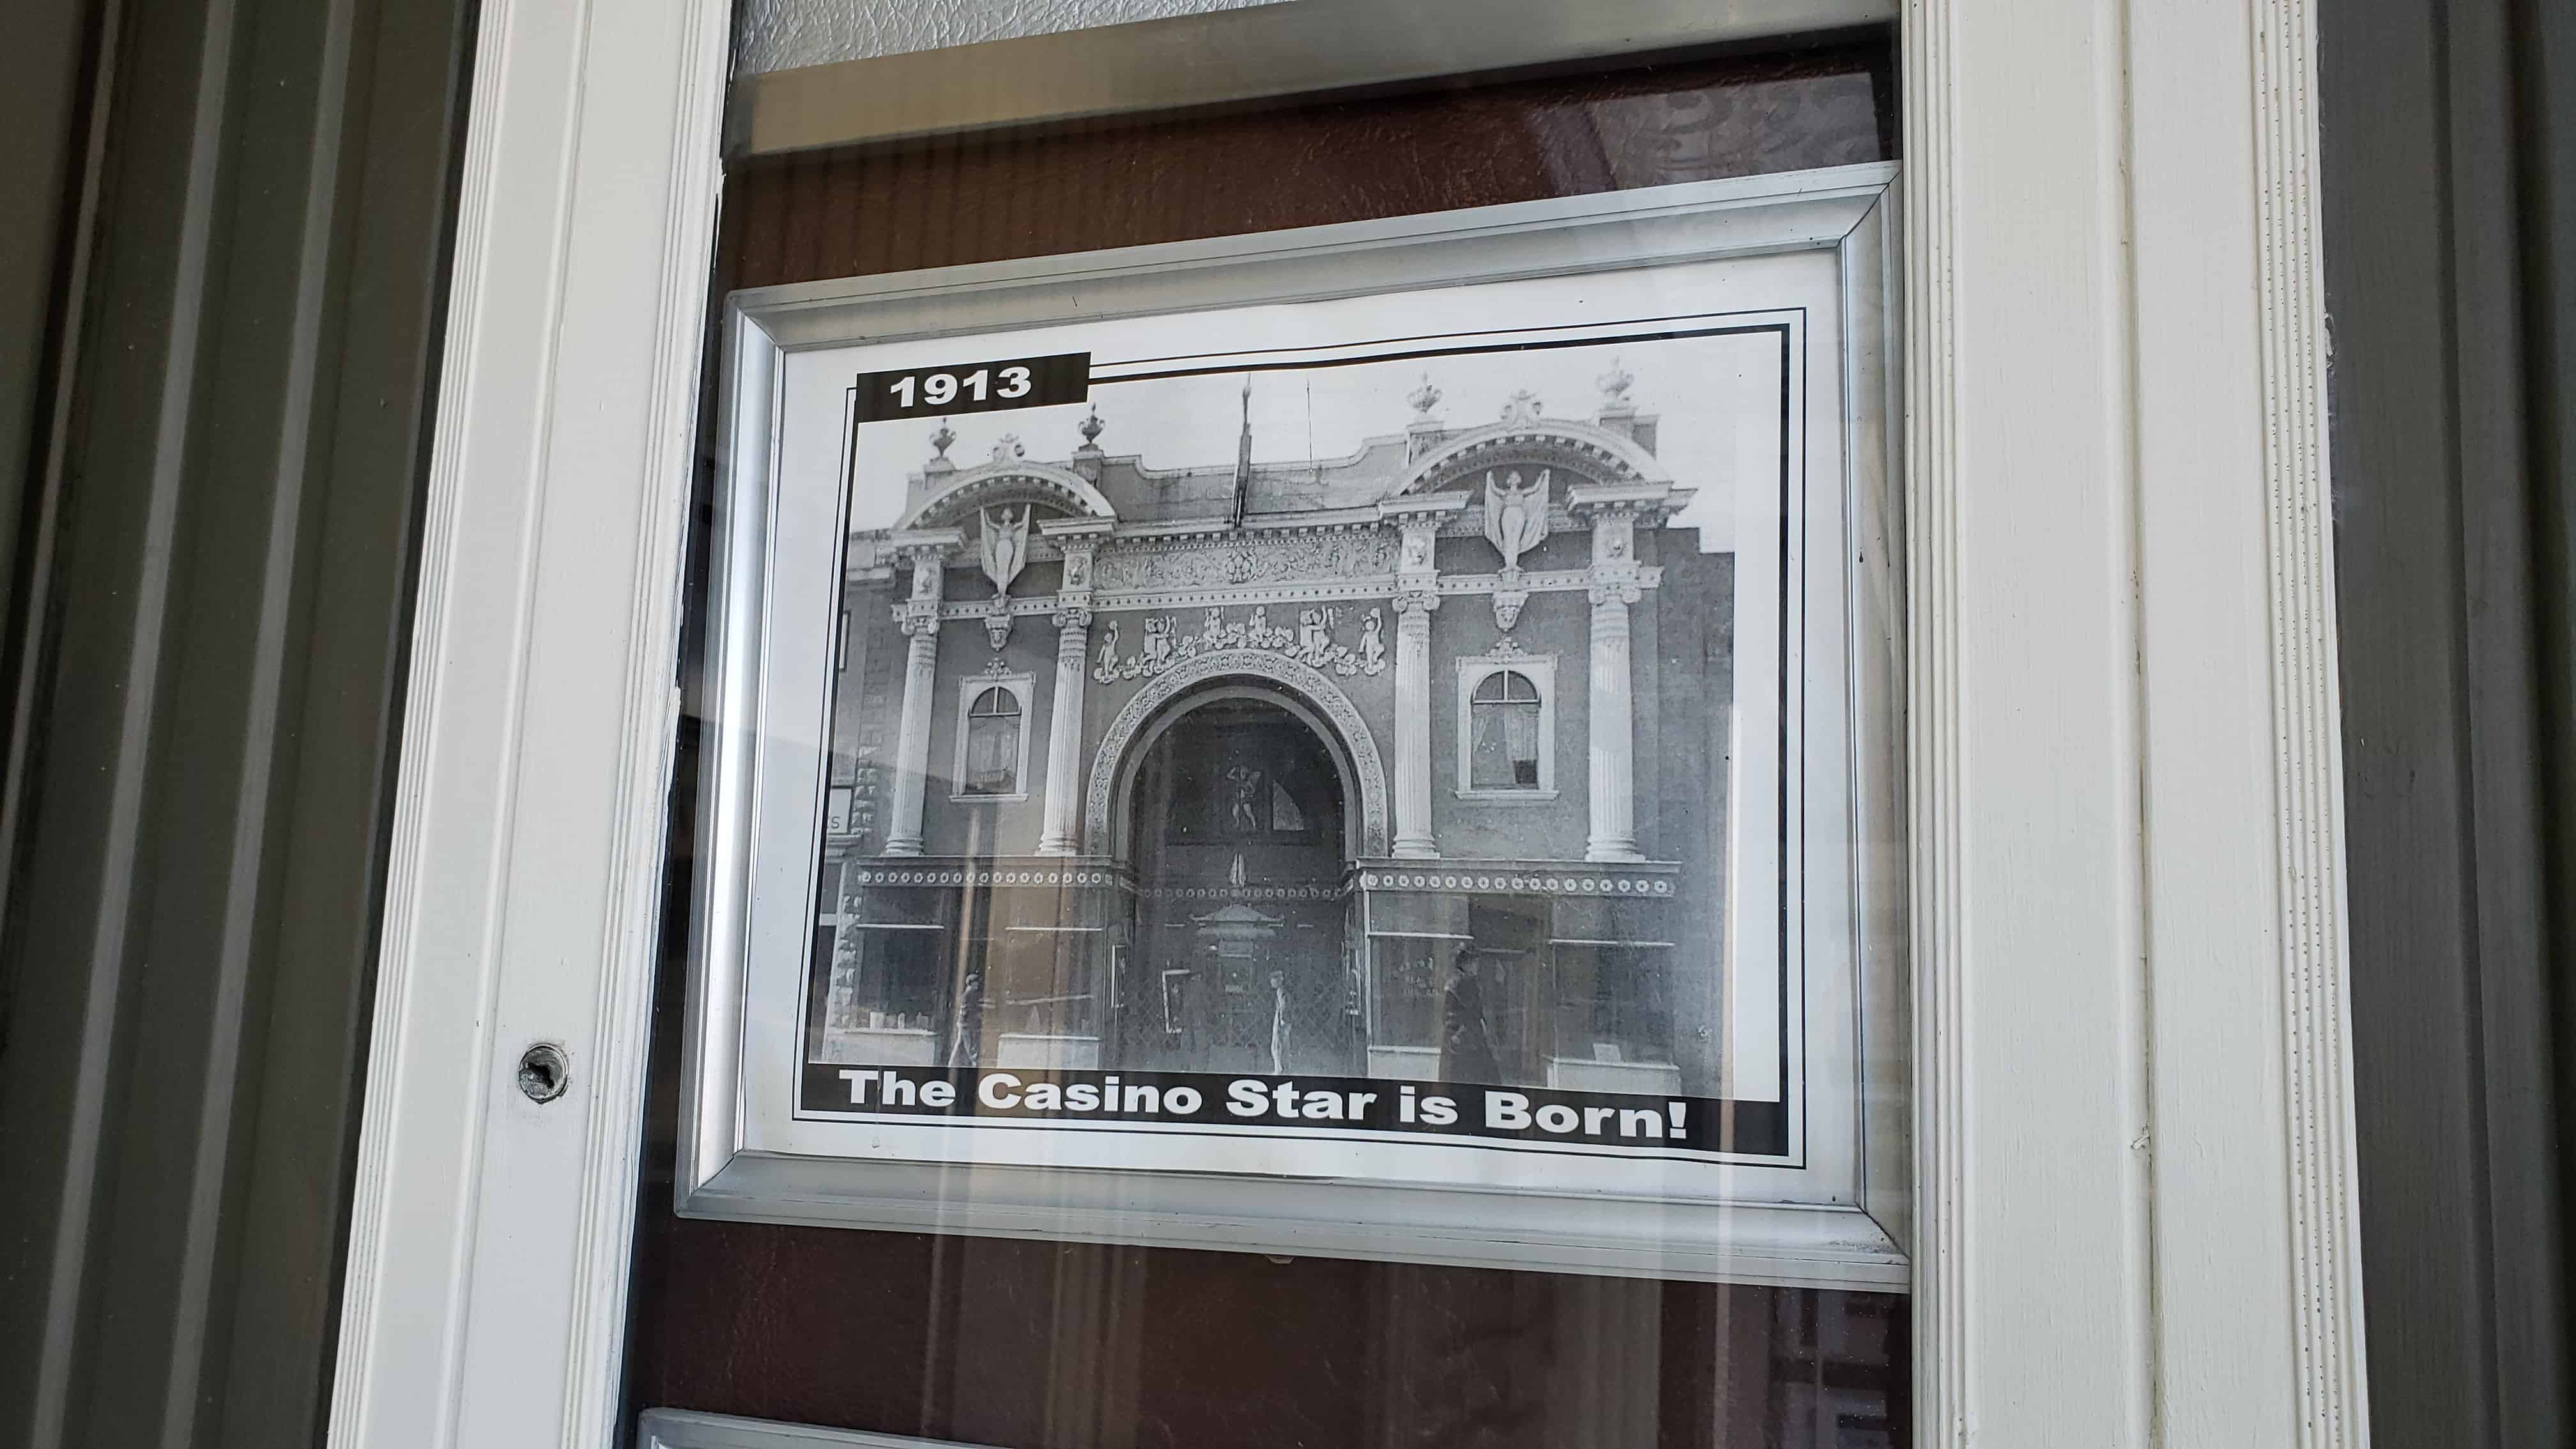 1913
The Casino Star is Born!